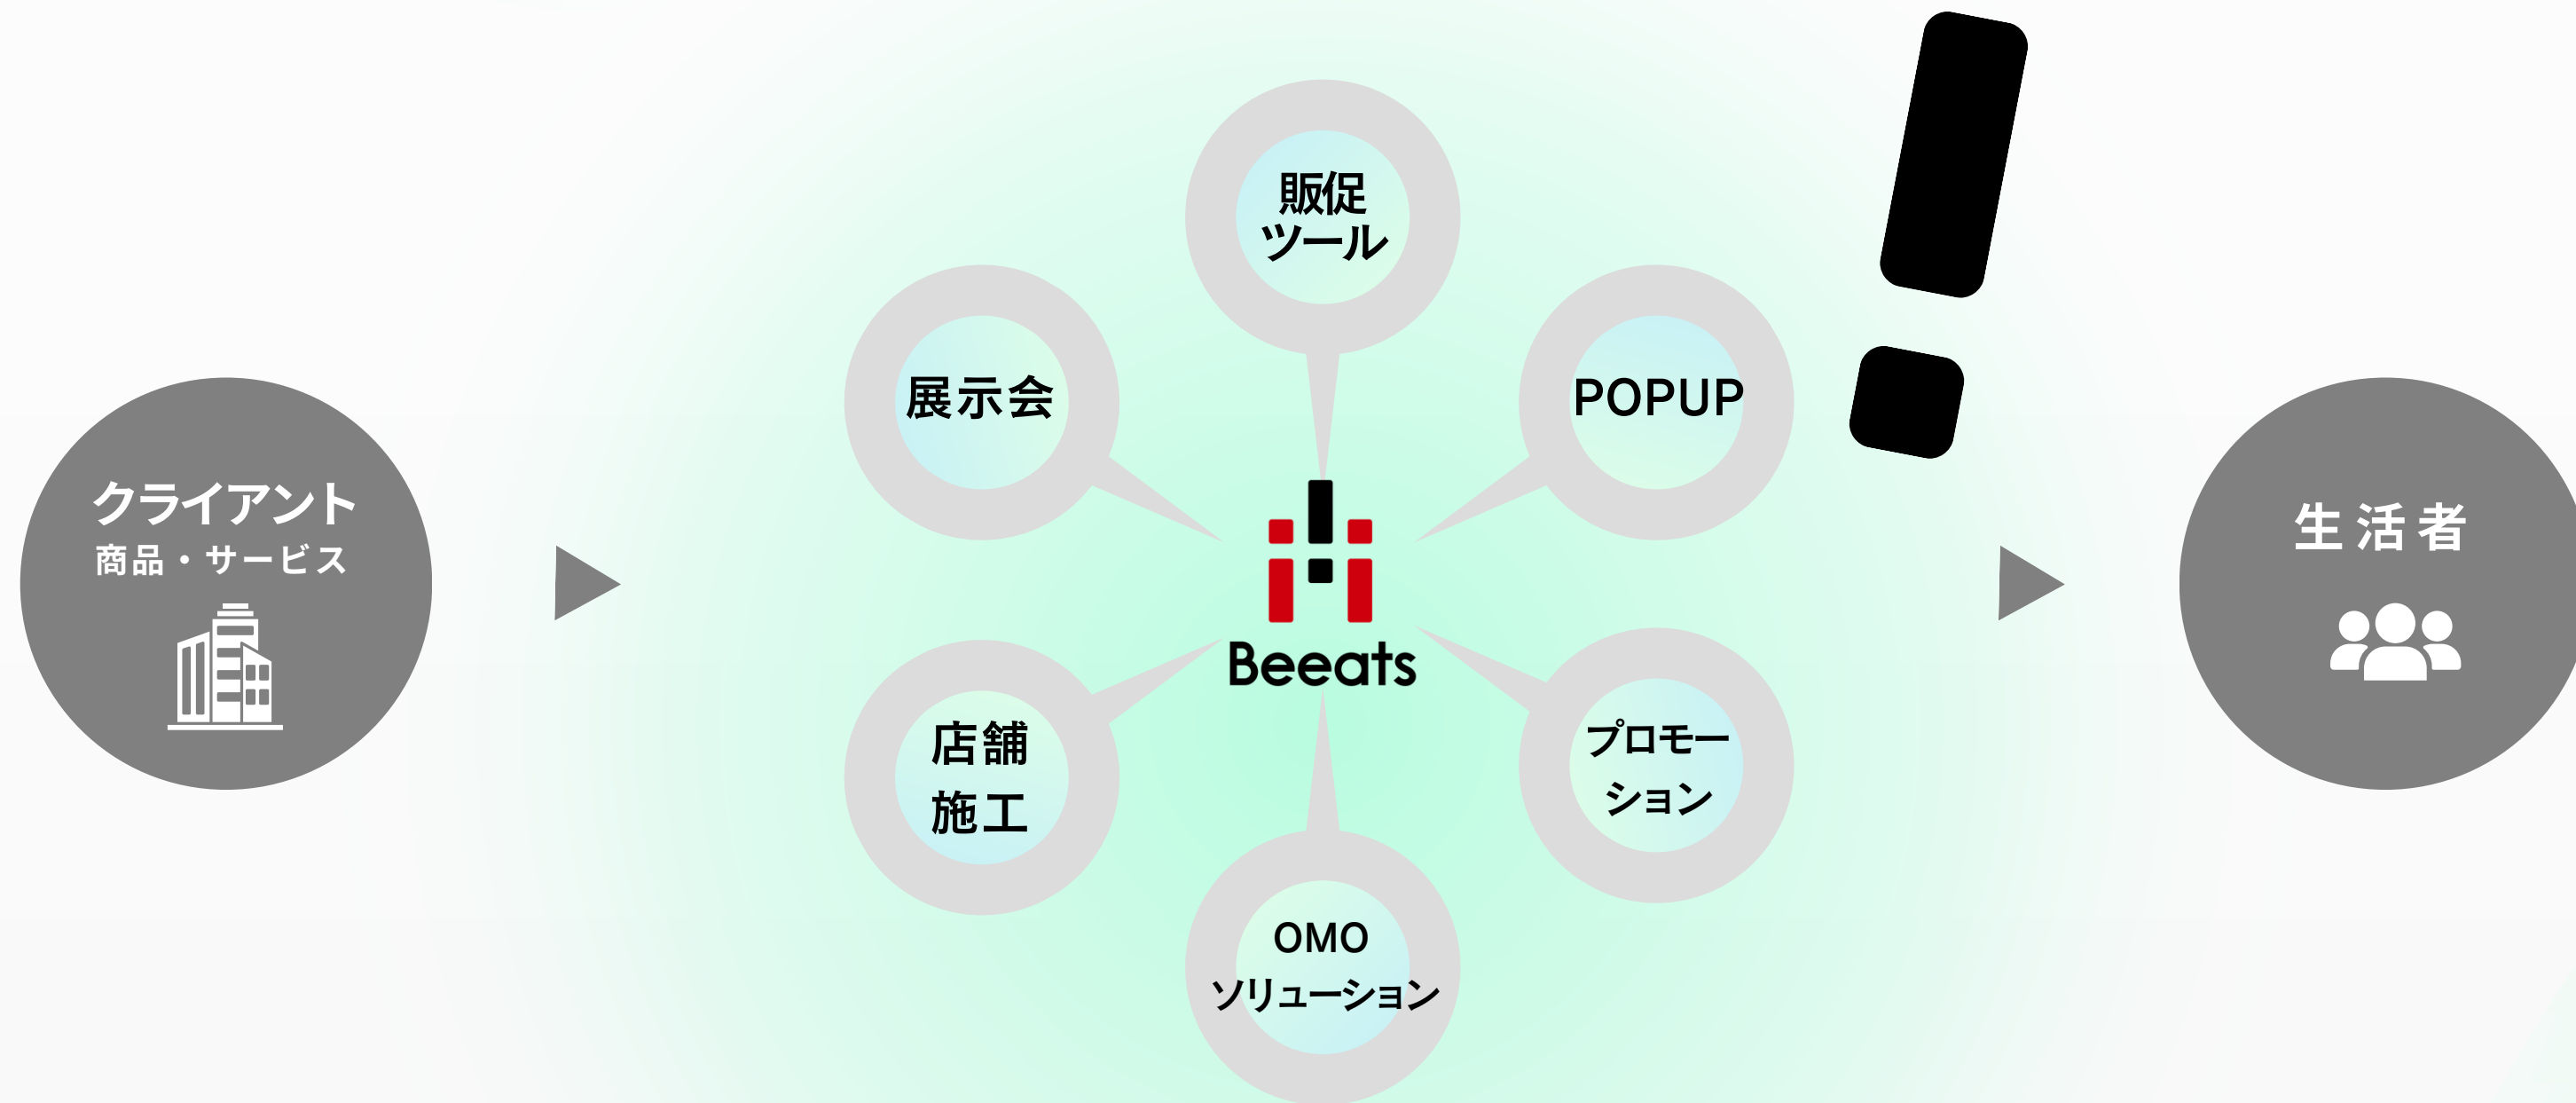 クライアント
商品・サービス
販促
ツール
展示会
POPUP
Beeats
店舗
施工
プロモー
ション
OMO
ソリューション
生活者